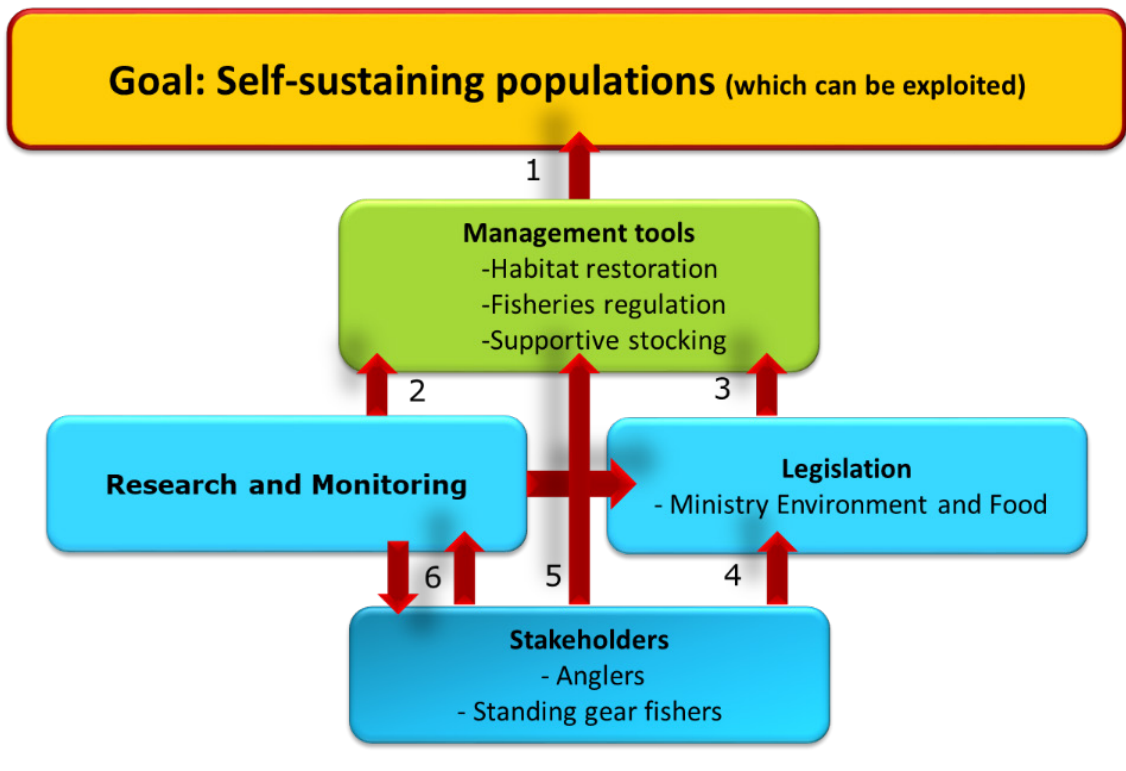 Goal: Self-sustaining populations (which can be exploited)
1
Management tools
-Habitat restoration
-Fisheries regulation
-Supportive stocking
2
3
Research and Monitoring
Legislation
- Ministry Environment and Food
6
5
4
Stakeholders
- Anglers
- Standing gear fishers